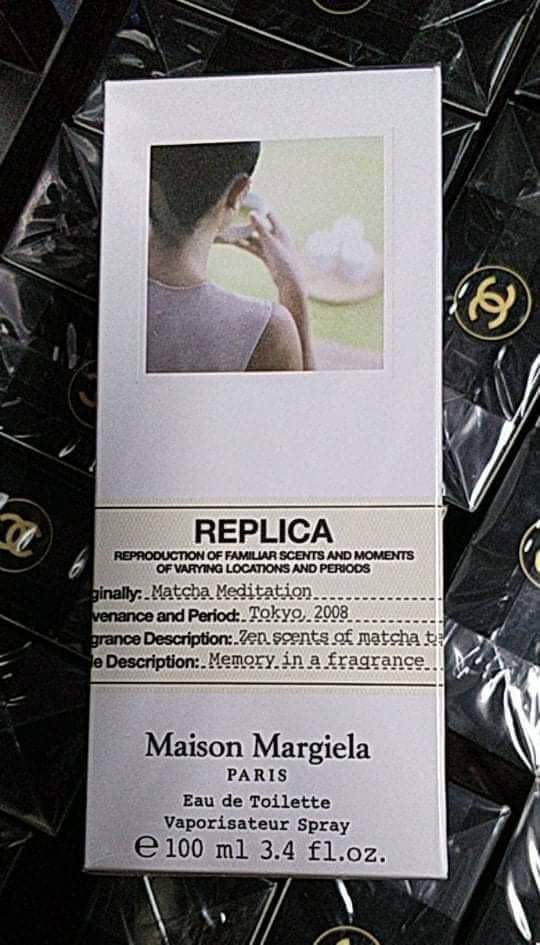 REPLICA
REPRODUCTION OF FAMILIAR SCENTS AND MOMENTS
OF VARYING LOCATIONS AND PERIODS
ginally: Matcha Meditation
venance and Period: Tokyo, 2008
grance Description: Zen scents of matcha te
e Description: Memory in a fragrance
Maison Margiela
PARIS
Eau de Toilette
Vaporisateur Spray
e 100 ml 3.4 fl.oz.